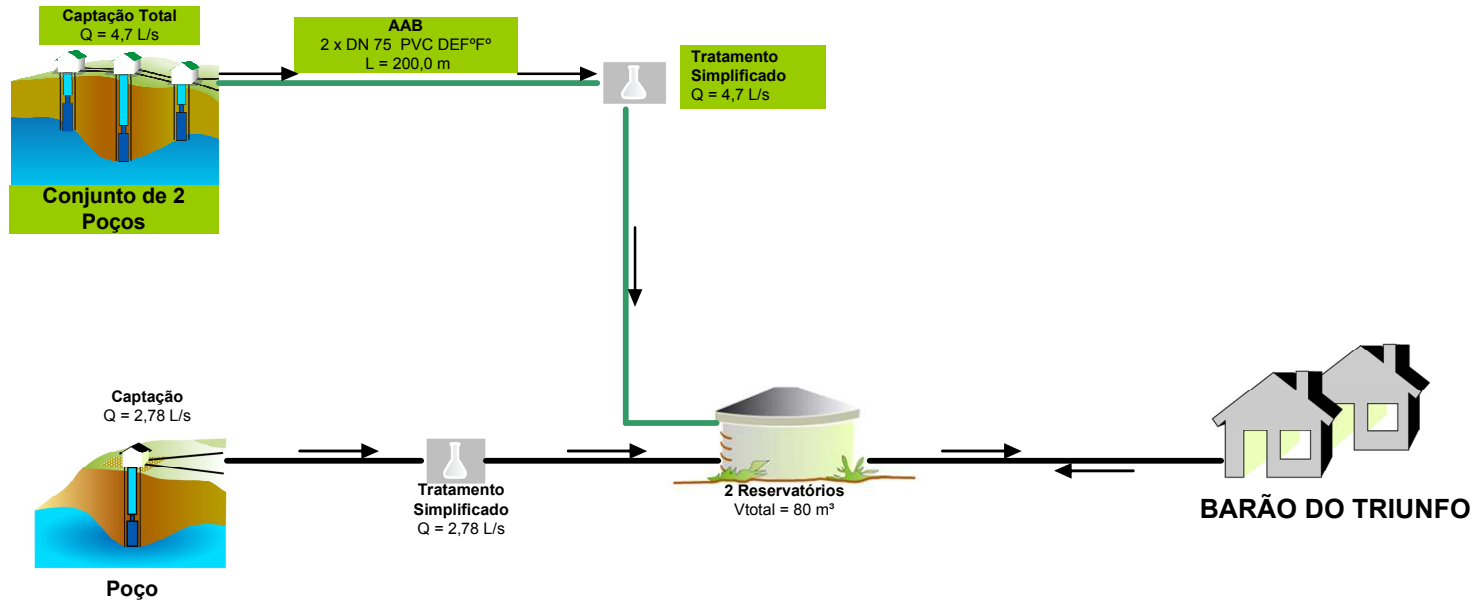 Captação Total
Q = 4,7 L/s
AAB
2 x DN 75 PVC DEFºFº
L = 200,0 m
Tratamento
Simplificado
Q = 4,7 L/s
Conjunto de 2
Poços
Captação
Q = 2,78 L/s
Tratamento
Simplificado
Q = 2,78 L/s
2 Reservatórios
Vtotal = 80 m³
BARÃO DO TRIUNFO
Poço